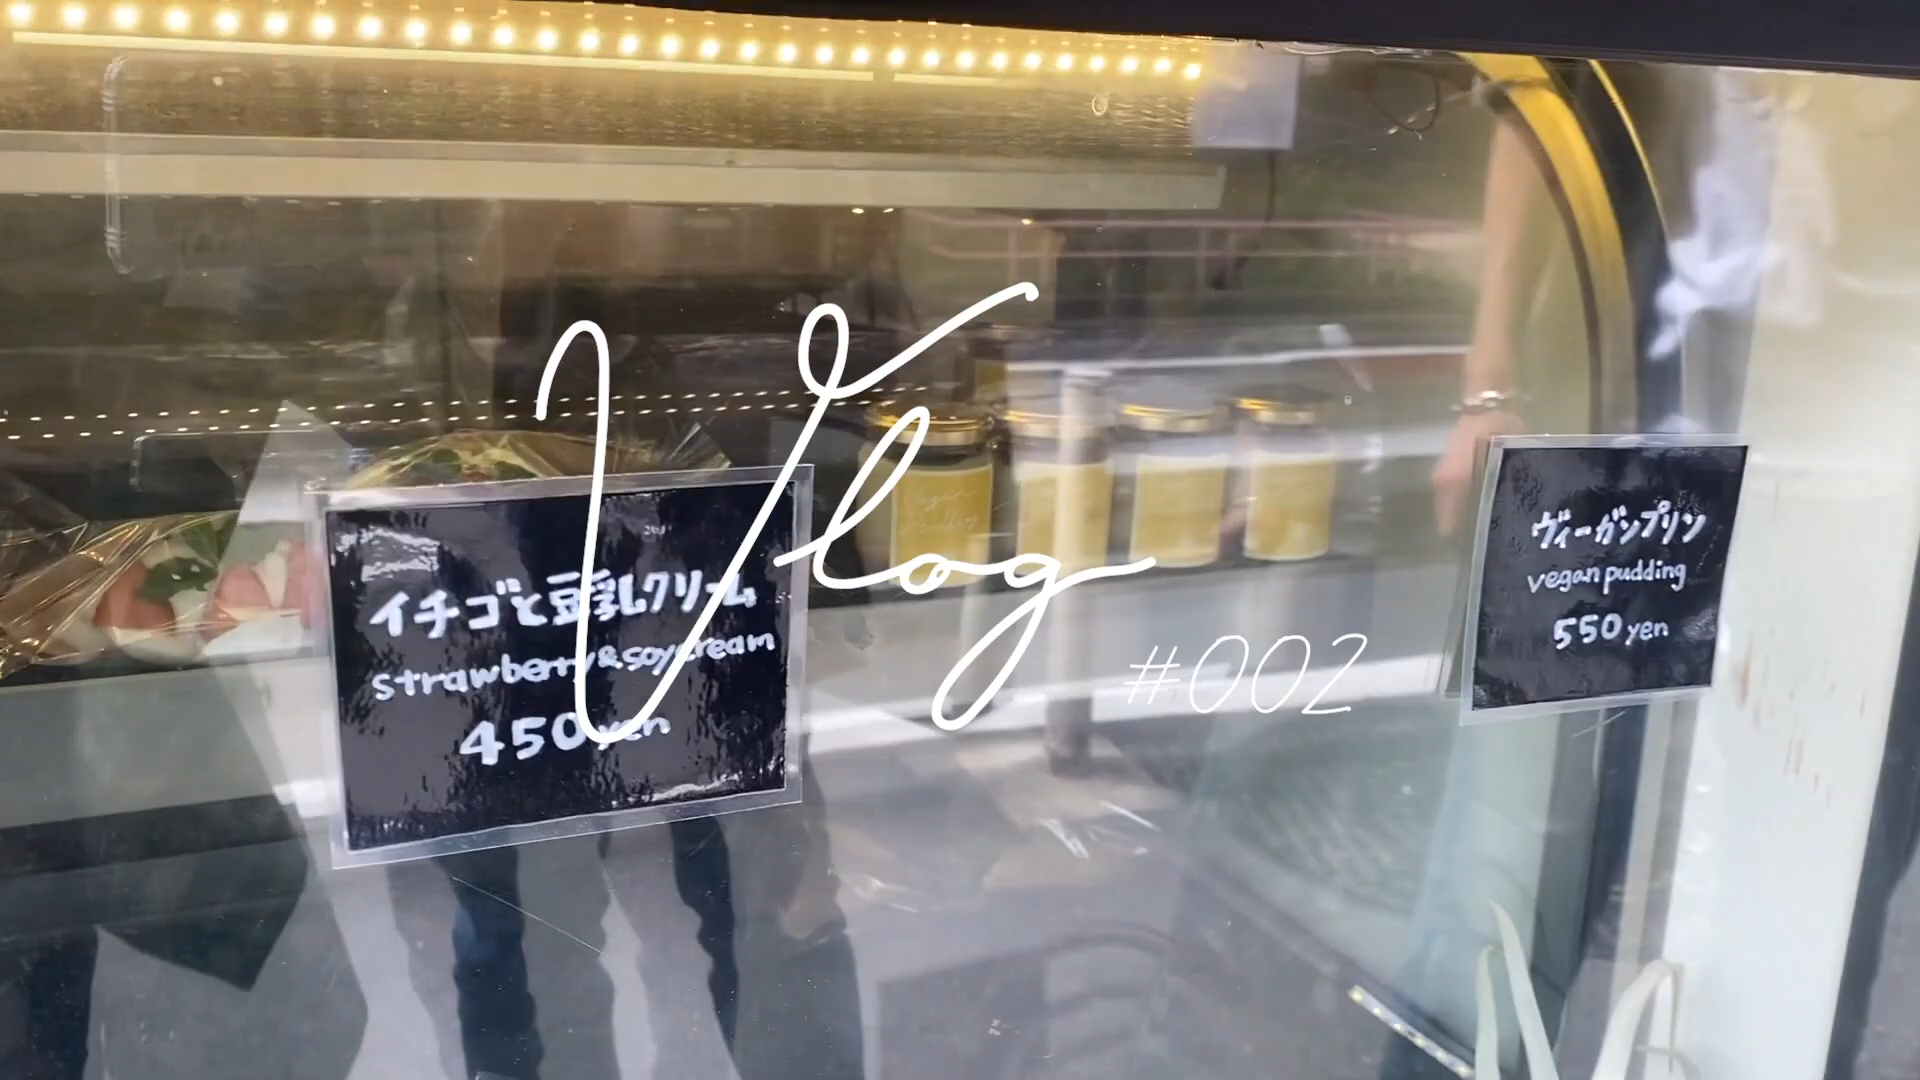 Vlog
#002
イチゴと豆乳クリーム
strawberry & soycream
450yen
ヴィーガンプリン
vegan pudding
550yen